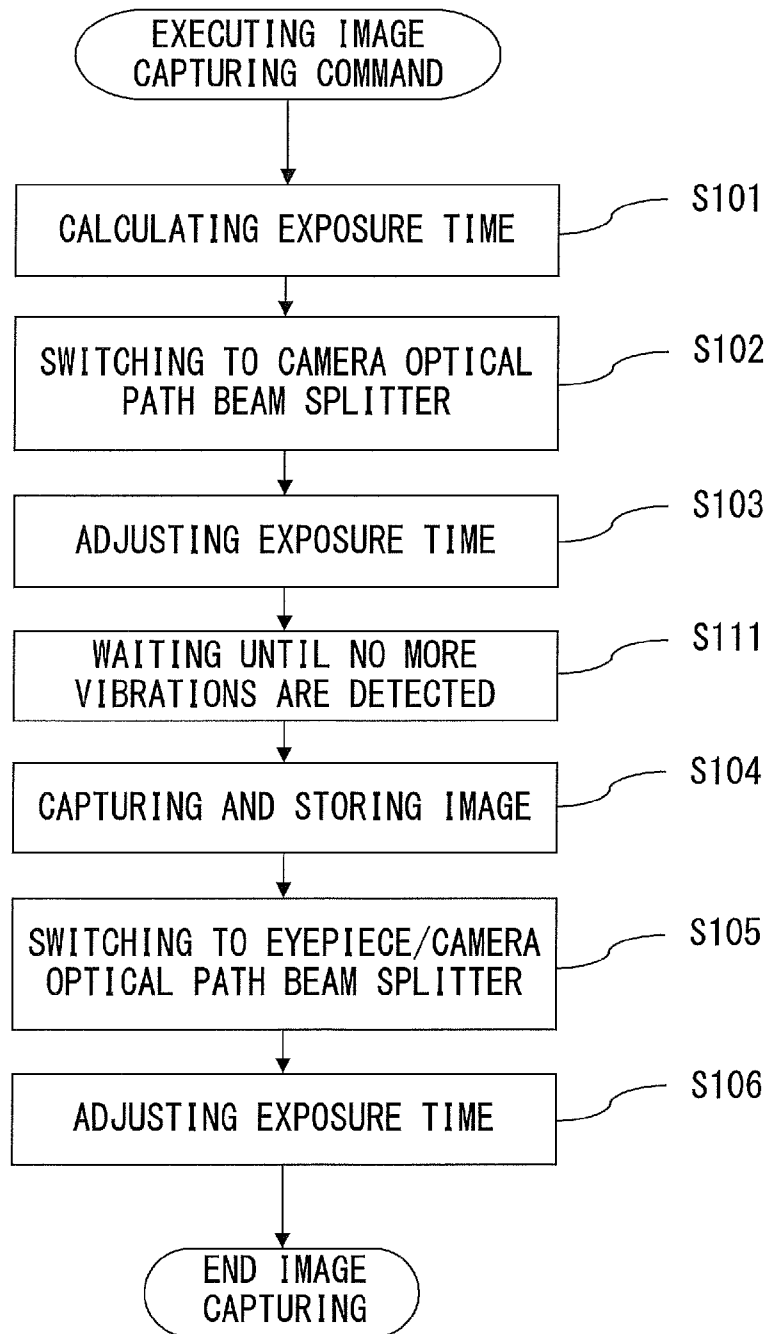 EXECUTING IMAGE
CAPTURING COMMAND
CALCULATING EXPOSURE TIME
S101
SWITCHING TO CAMERA OPTICAL
PATH BEAM SPLITTER
S102
ADJUSTING EXPOSURE TIME
S103
WAITING UNTIL NO MORE
VIBRATIONS ARE DETECTED
S111
CAPTURING AND STORING IMAGE
S104
SWITCHING TO EYEPIECE/CAMERA
OPTICAL PATH BEAM SPLITTER
S105
ADJUSTING EXPOSURE TIME
S106
END IMAGE
CAPTURING